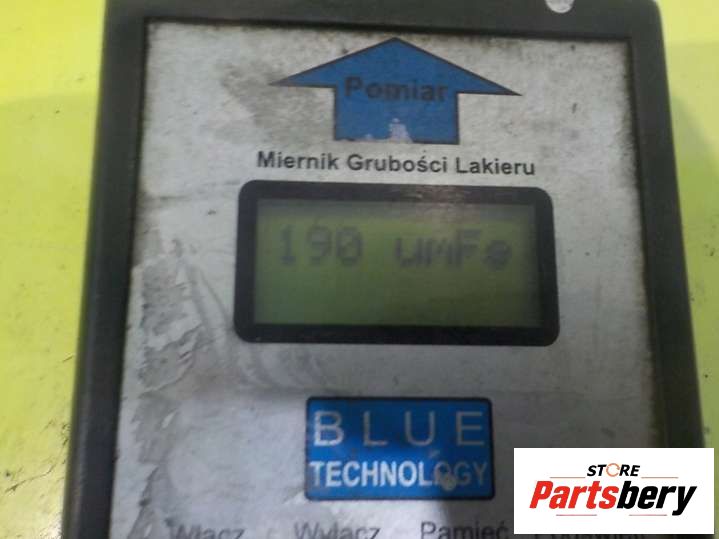 Pomiar
Miernik Grubości Lakieru
190 umFe
BLUE
TECHNOLOGY
Włącz Wyłącz Pamięć
STORE
Partsbery